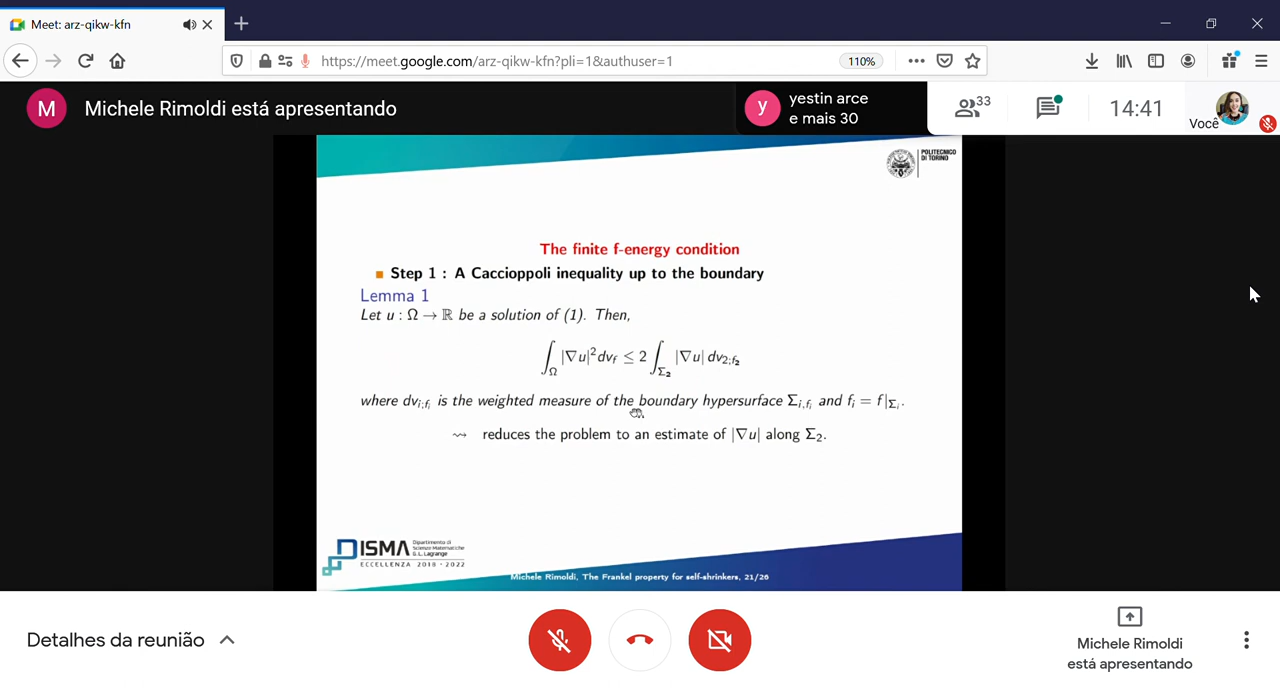 Meet: arz-qikw-kfn
https://meet.google.com/arz-qikw-kfn?pli=1&authuser=1
110%
M
Michele Rimoldi está apresentando
y
yestin arce
e mais 30
33
14:41
Você
POLITECNICO
DI TORINO
The finite f-energy condition
Step 1 : A Caccioppoli inequality up to the boundary
Lemma 1
Let u : Ω → ℝ be a solution of (1). Then,
∫_Ω |∇u|² dv_f ≤ 2 ∫_{Σ₂} |∇u| dv_{2;f₂}
where dv_{i;f_i} is the weighted measure of the boundary hypersurface Σ_{i,f_i} and f_i = f|_{Σ_i}.
⇝ reduces the problem to an estimate of |∇u| along Σ₂.
DISMA
Dipartimento di
Scienze Matematiche
G. L. Lagrange
ECCELLENZA 2018 · 2022
Michele Rimoldi, The Frankel property for self-shrinkers, 21/26
Detalhes da reunião
Michele Rimoldi
está apresentando